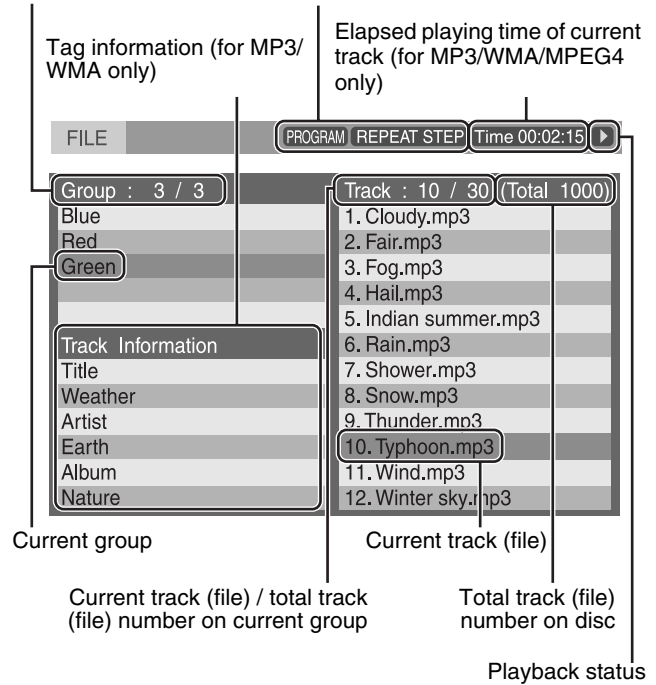 Tag information (for MP3/
WMA only)
Elapsed playing time of current
track (for MP3/WMA/MPEG4
only)
FILE
PROGRAM REPEAT STEP Time 00:02:15
Group : 3 / 3
Blue
Red
Green
Track Information
Title
Weather
Artist
Earth
Album
Nature
Track : 10 / 30 (Total 1000)
1. Cloudy.mp3
2. Fair.mp3
3. Fog.mp3
4. Hail.mp3
5. Indian summer.mp3
6. Rain.mp3
7. Shower.mp3
8. Snow.mp3
9. Thunder.mp3
10. Typhoon.mp3
11. Wind.mp3
12. Winter sky.mp3
Current group
Current track (file)
Current track (file) / total track
(file) number on current group
Total track (file)
number on disc
Playback status